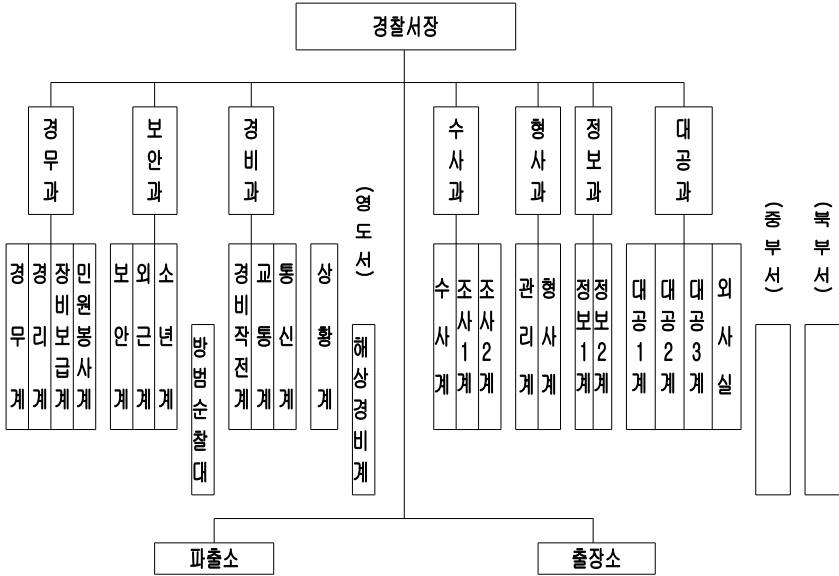 경찰서장
경무과
보안과
경비과
수사과
형사과
정보과
대공과
(영도서)
(중부서)
(북부서)
경무계
경리계
장비보급계
민원봉사계
보안계
외근계
소년계
방범순찰대
경비작전계
교통계
통신계
상황계
해상경비계
수사계
조사1계
조사2계
관리계
형사계
정보1계
정보2계
대공1계
대공2계
대공3계
외사실
파출소
출장소